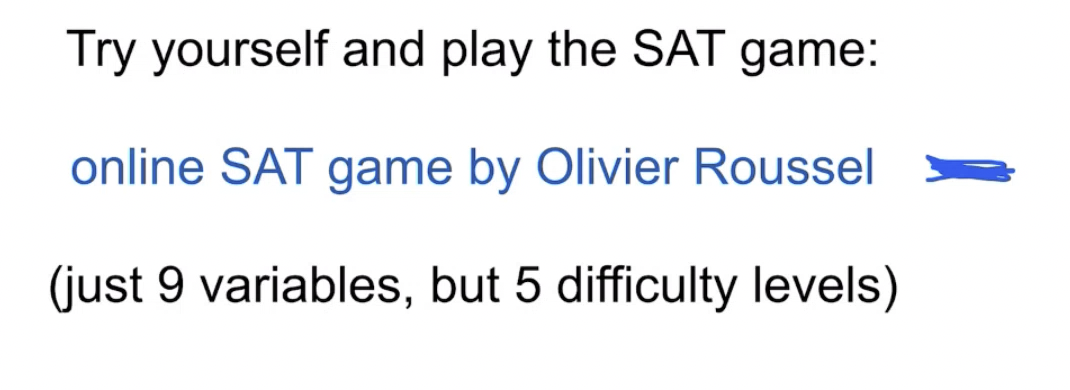 Try yourself and play the SAT game:
online SAT game by Olivier Roussel
(just 9 variables, but 5 difficulty levels)